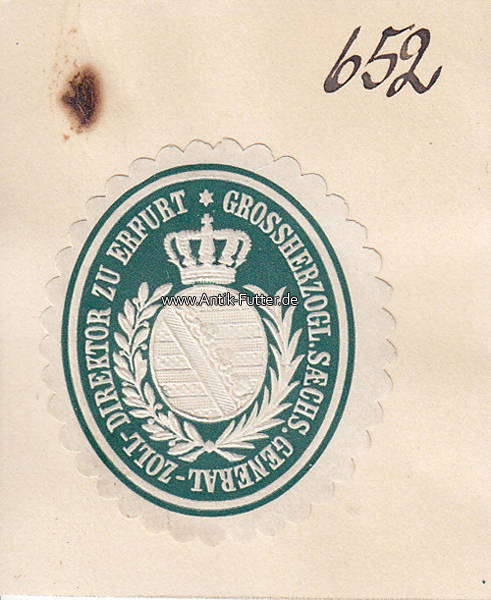 652
GROSSHERZOGL. SÆCHS. GENERAL-ZOLL-DIREKTOR ZU ERFURT
www.Antik-Futter.de